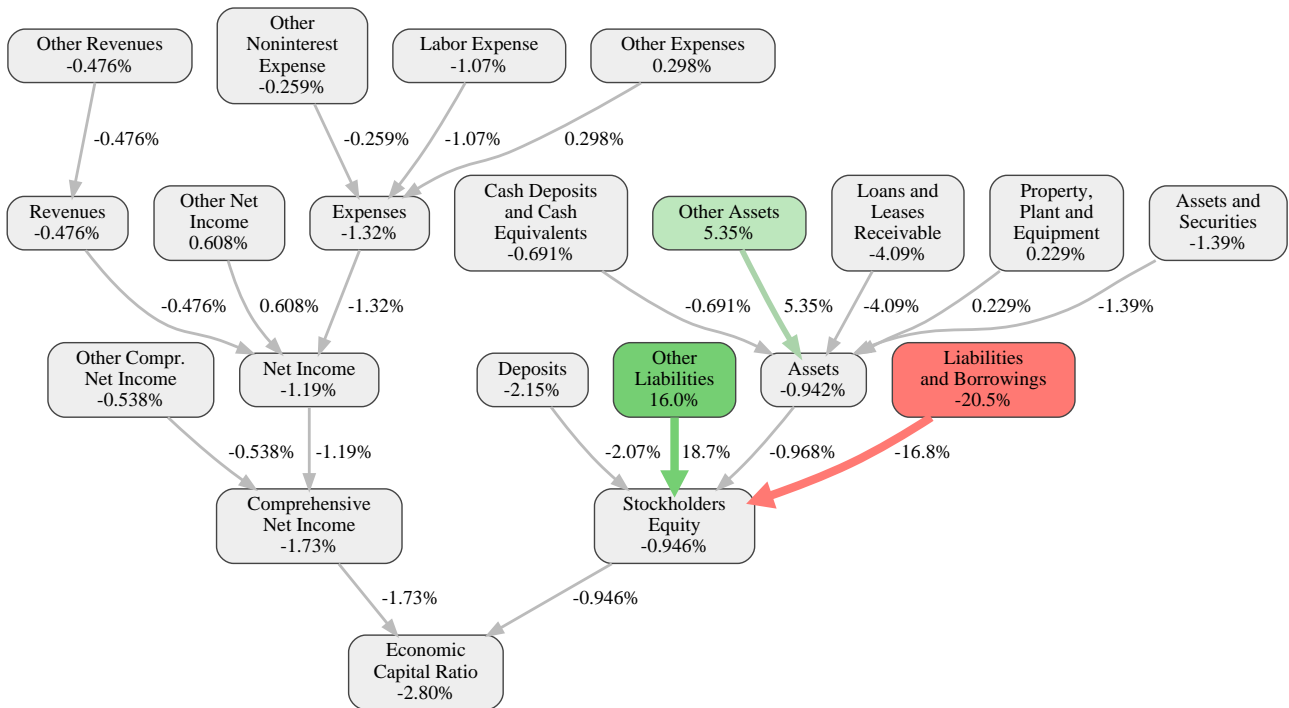 Other Revenues
-0.476%
Other
Noninterest
Expense
-0.259%
Labor Expense
-1.07%
Other Expenses
0.298%
-0.476%
-0.259%
-1.07%
0.298%
Revenues
-0.476%
Other Net
Income
0.608%
Expenses
-1.32%
Cash Deposits
and Cash
Equivalents
-0.691%
Other Assets
5.35%
Loans and
Leases
Receivable
-4.09%
Property,
Plant and
Equipment
0.229%
Assets and
Securities
-1.39%
-0.476%
0.608%
-1.32%
-0.691%
5.35%
-4.09%
0.229%
-1.39%
Other Compr.
Net Income
-0.538%
Net Income
-1.19%
Deposits
-2.15%
Other
Liabilities
16.0%
Assets
-0.942%
Liabilities
and Borrowings
-20.5%
-0.538%
-1.19%
-2.07%
18.7%
-0.968%
-16.8%
Comprehensive
Net Income
-1.73%
Stockholders
Equity
-0.946%
-1.73%
-0.946%
Economic
Capital Ratio
-2.80%